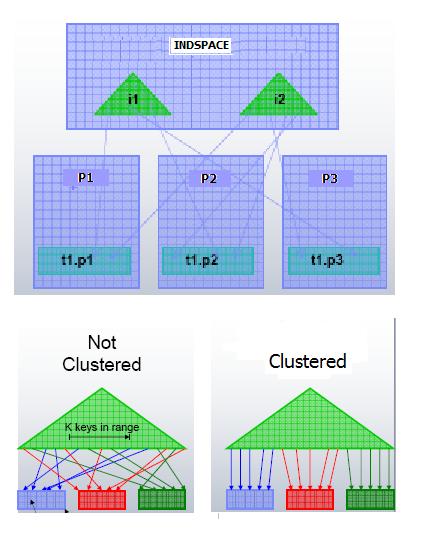 INDSPACE
i1
i2
P1
P2
P3
t1.p1
t1.p2
t1.p3
Not
Clustered
K keys in range
Clustered